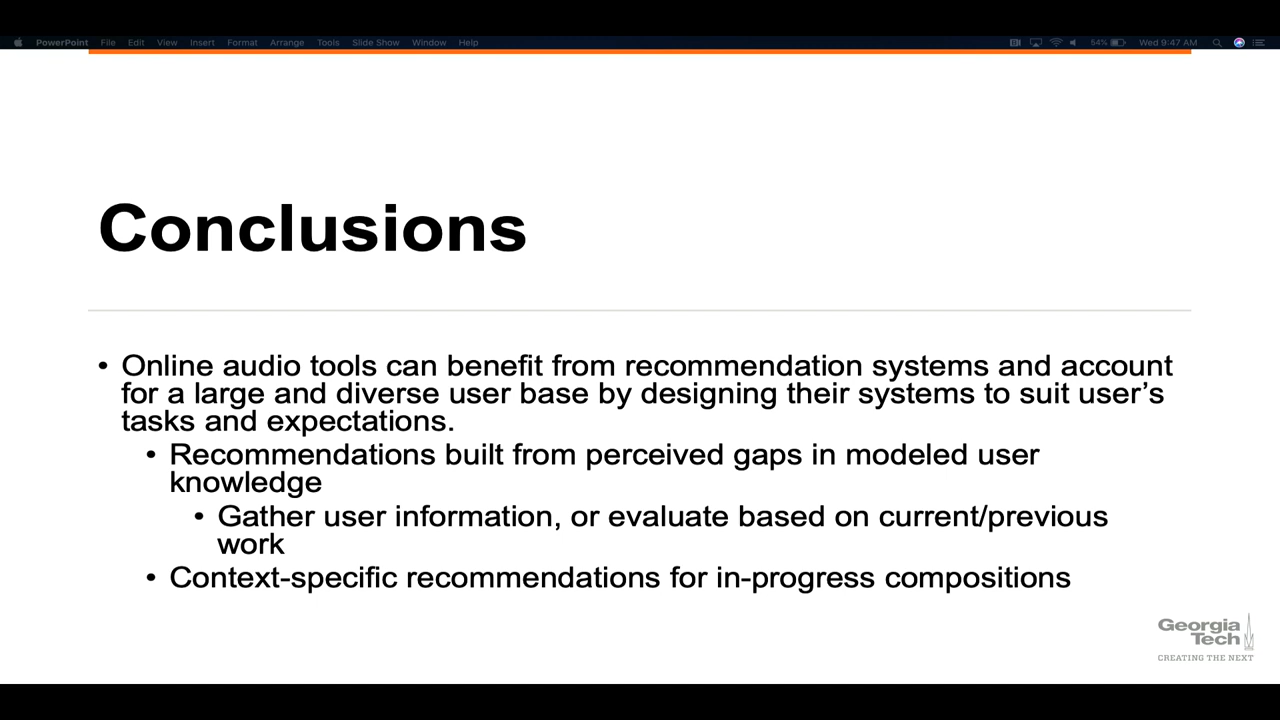 PowerPoint File Edit View Insert Format Arrange Tools Slide Show Window Help 54% Wed 9:47 AM
Conclusions
• Online audio tools can benefit from recommendation systems and account
for a large and diverse user base by designing their systems to suit user’s
tasks and expectations.
• Recommendations built from perceived gaps in modeled user
knowledge
• Gather user information, or evaluate based on current/previous
work
• Context-specific recommendations for in-progress compositions
Georgia
Tech
CREATING THE NEXT